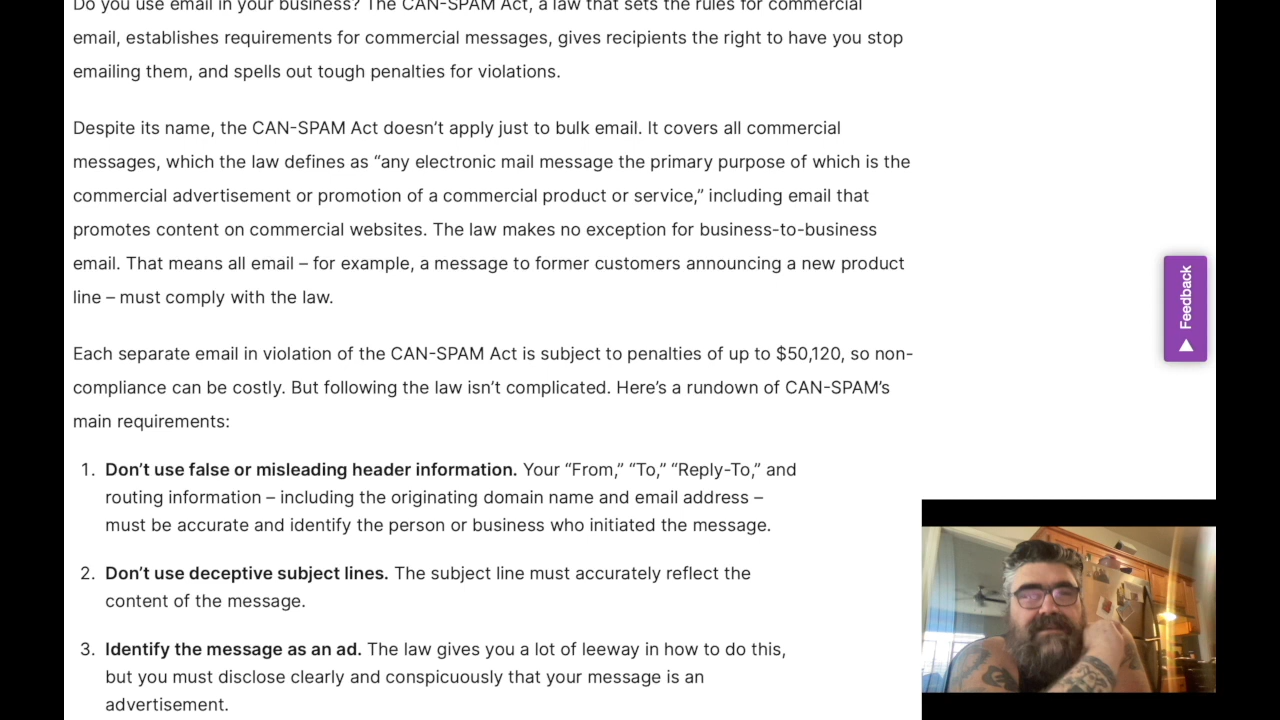 Do you use email in your business? The CAN-SPAM Act, a law that sets the rules for commercial
email, establishes requirements for commercial messages, gives recipients the right to have you stop
emailing them, and spells out tough penalties for violations.
Despite its name, the CAN-SPAM Act doesn’t apply just to bulk email. It covers all commercial
messages, which the law defines as “any electronic mail message the primary purpose of which is the
commercial advertisement or promotion of a commercial product or service,” including email that
promotes content on commercial websites. The law makes no exception for business-to-business
email. That means all email – for example, a message to former customers announcing a new product
line – must comply with the law.
Each separate email in violation of the CAN-SPAM Act is subject to penalties of up to $50,120, so non-
compliance can be costly. But following the law isn’t complicated. Here’s a rundown of CAN-SPAM’s
main requirements:
1. Don’t use false or misleading header information. Your “From,” “To,” “Reply-To,” and
routing information – including the originating domain name and email address –
must be accurate and identify the person or business who initiated the message.
2. Don’t use deceptive subject lines. The subject line must accurately reflect the
content of the message.
3. Identify the message as an ad. The law gives you a lot of leeway in how to do this,
but you must disclose clearly and conspicuously that your message is an
advertisement.
Feedback